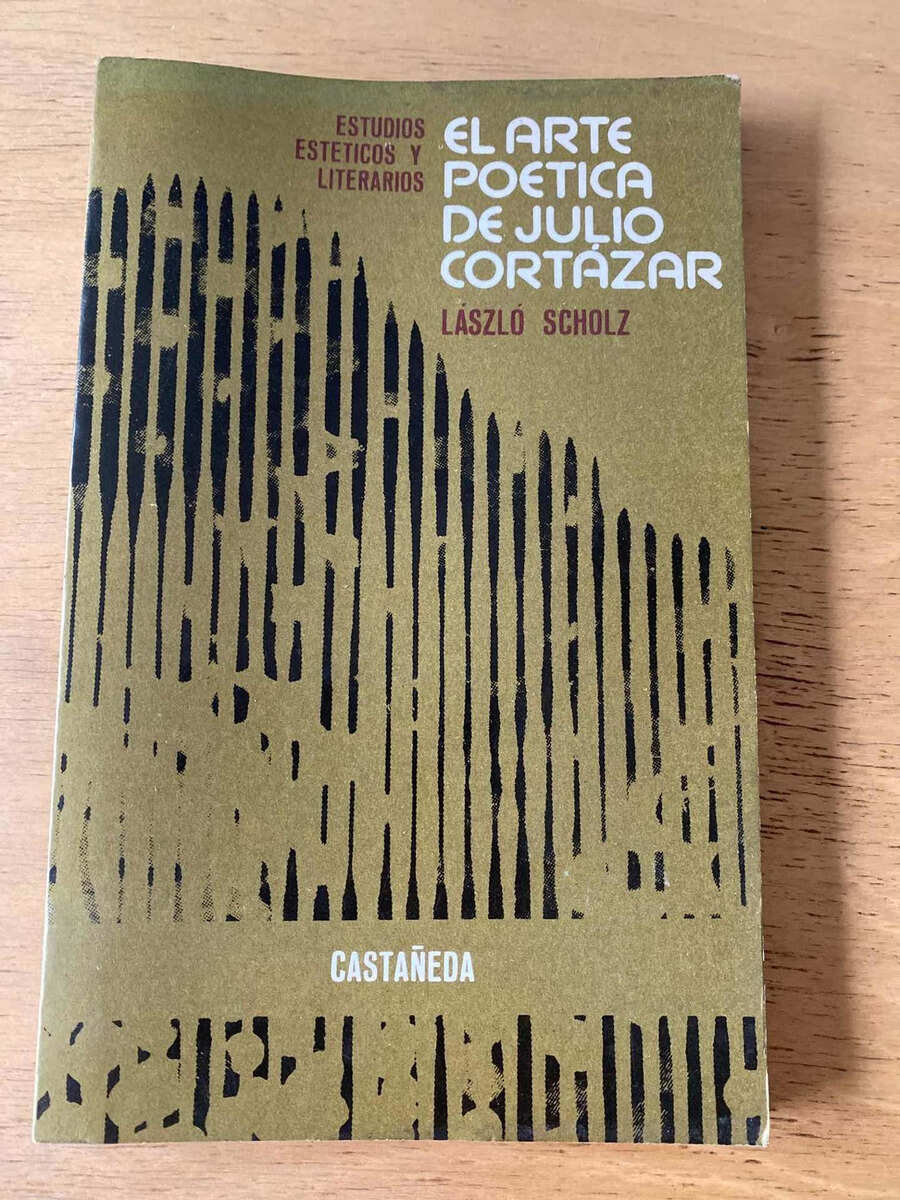 ESTUDIOS
ESTETICOS Y
LITERARIOS
EL ARTE
POETICA
DE JULIO
CORTÁZAR
LÁSZLÓ SCHOLZ
CASTAÑEDA